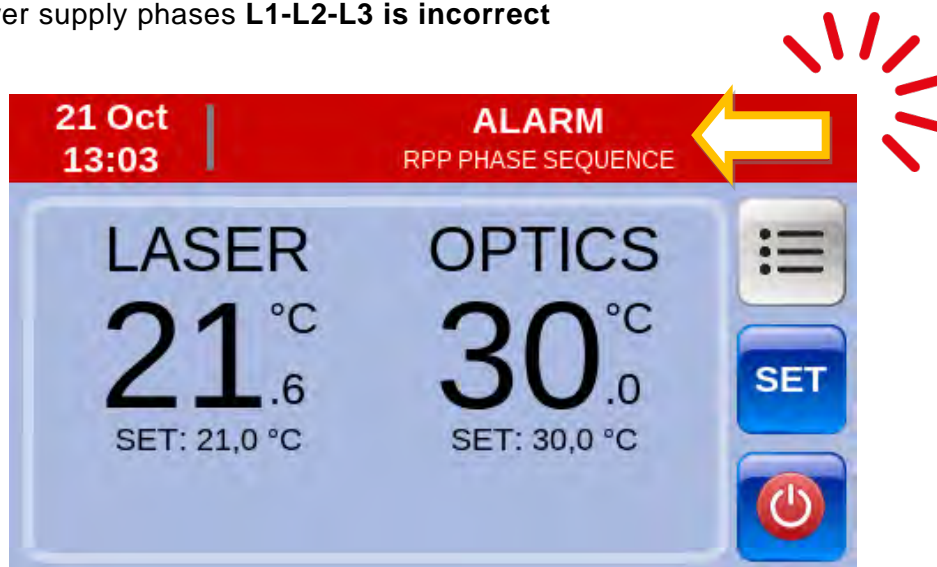 er supply phases L1-L2-L3 is incorrect
21 Oct
13:03
ALARM
RPP PHASE SEQUENCE
LASER
OPTICS
21.6 °C
30.0 °C
SET: 21,0 °C
SET: 30,0 °C
SET